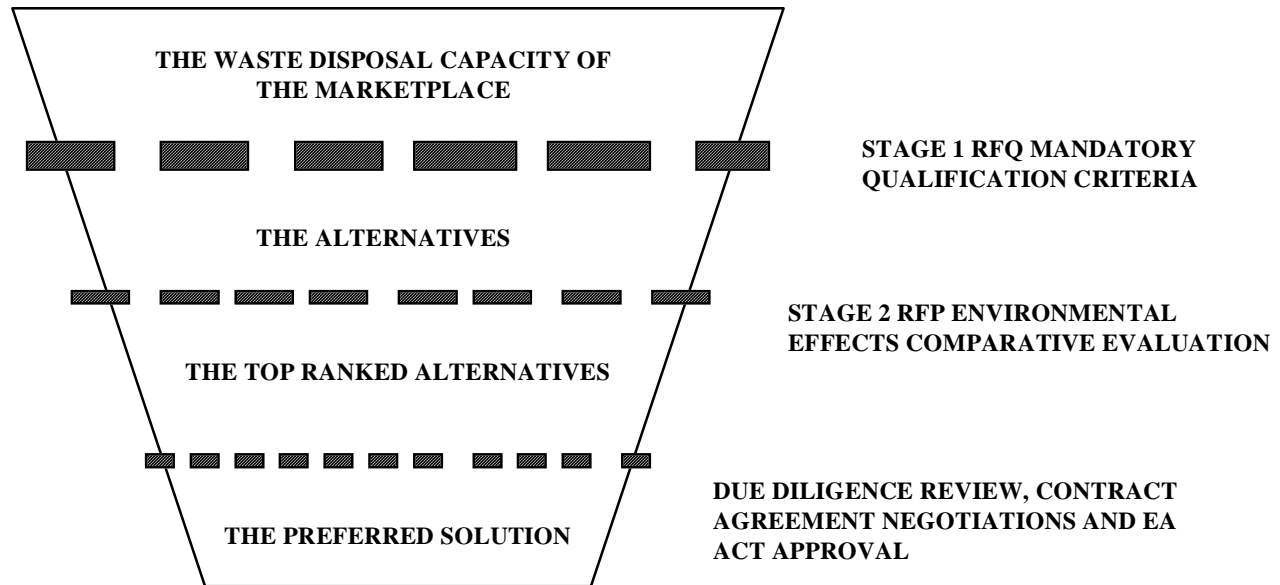 THE WASTE DISPOSAL CAPACITY OF
THE MARKETPLACE
STAGE 1 RFQ MANDATORY
QUALIFICATION CRITERIA
THE ALTERNATIVES
STAGE 2 RFP ENVIRONMENTAL
EFFECTS COMPARATIVE EVALUATION
THE TOP RANKED ALTERNATIVES
DUE DILIGENCE REVIEW, CONTRACT
AGREEMENT NEGOTIATIONS AND EA
ACT APPROVAL
THE PREFERRED SOLUTION